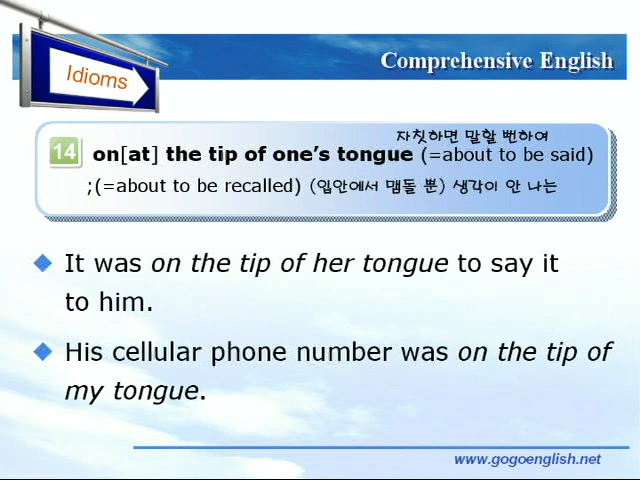 Idioms
Comprehensive English
자칫하면 말할 뻔하여
14 on[at] the tip of one's tongue (=about to be said)
;(=about to be recalled) (입안에서 맴돌 뿐) 생각이 안 나는
It was on the tip of her tongue to say it
to him.
His cellular phone number was on the tip of
my tongue.
www.gogoenglish.net